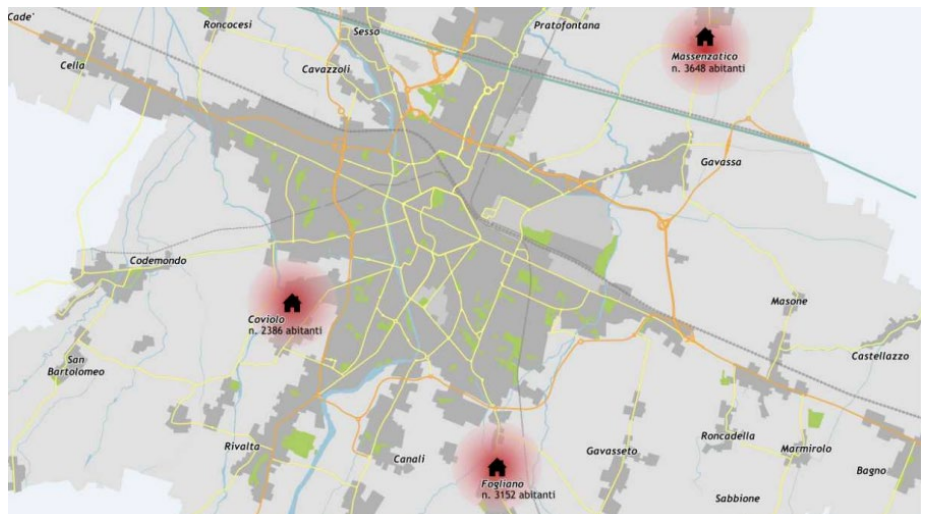 Cade'
Roncocesi
Sesso
Pratofontana
Massenzatico
n. 3648 abitanti
Cella
Cavazzoli
Gavassa
Codemondo
Masone
Coviolo
n. 2386 abitanti
Castellazzo
San
Bartolomeo
Rivalta
Canali
Fogliano
n. 3152 abitanti
Gavasseto
Roncadella
Marmirolo
Bagno
Sabbione